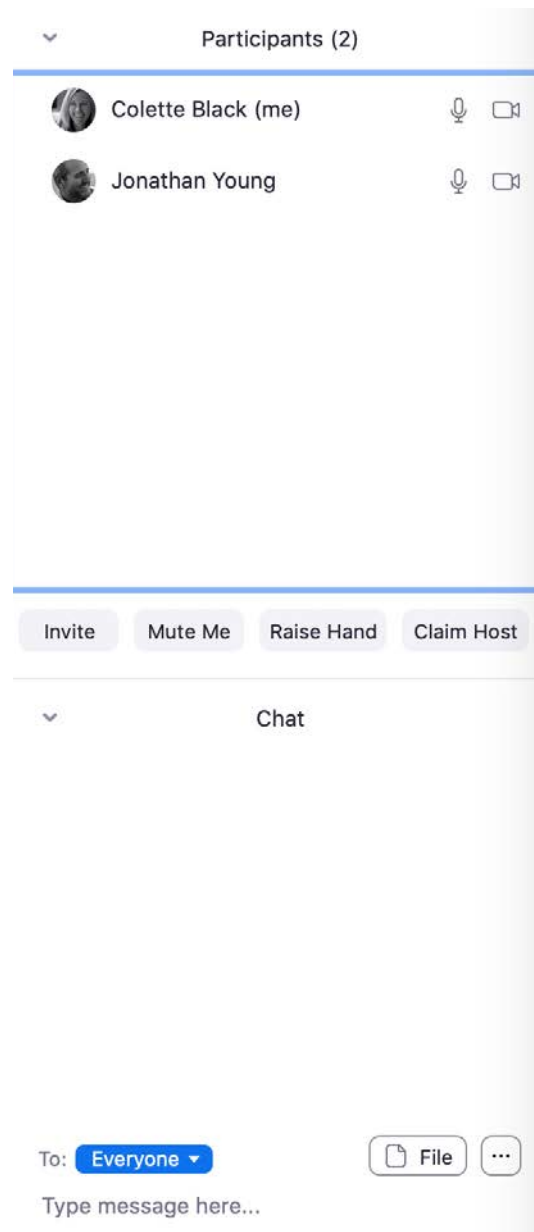 Participants (2)
Colette Black (me)
Jonathan Young
Invite Mute Me Raise Hand Claim Host
Chat
To: Everyone File ...
Type message here...